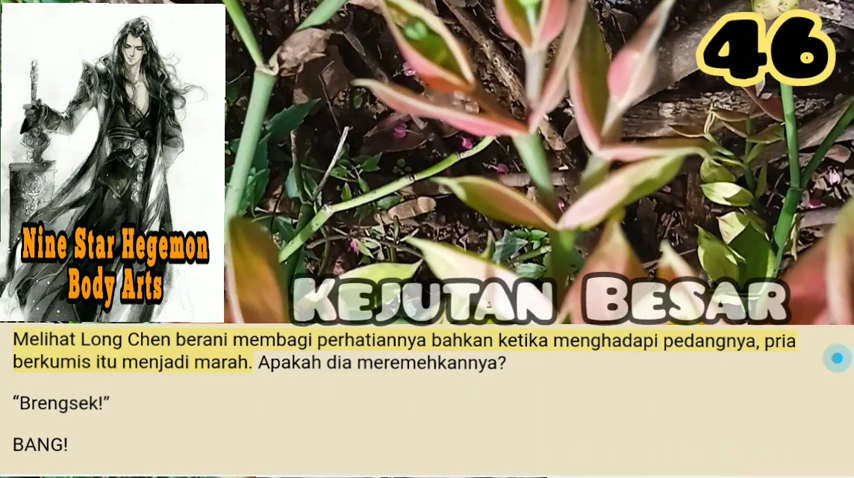 46
Nine Star Hegemon
Body Arts
KEJUTAN BESAR
Melihat Long Chen berani membagi perhatiannya bahkan ketika menghadapi pedangnya, pria
berkumis itu menjadi marah. Apakah dia meremehkannya?
“Brengsek!”
BANG!